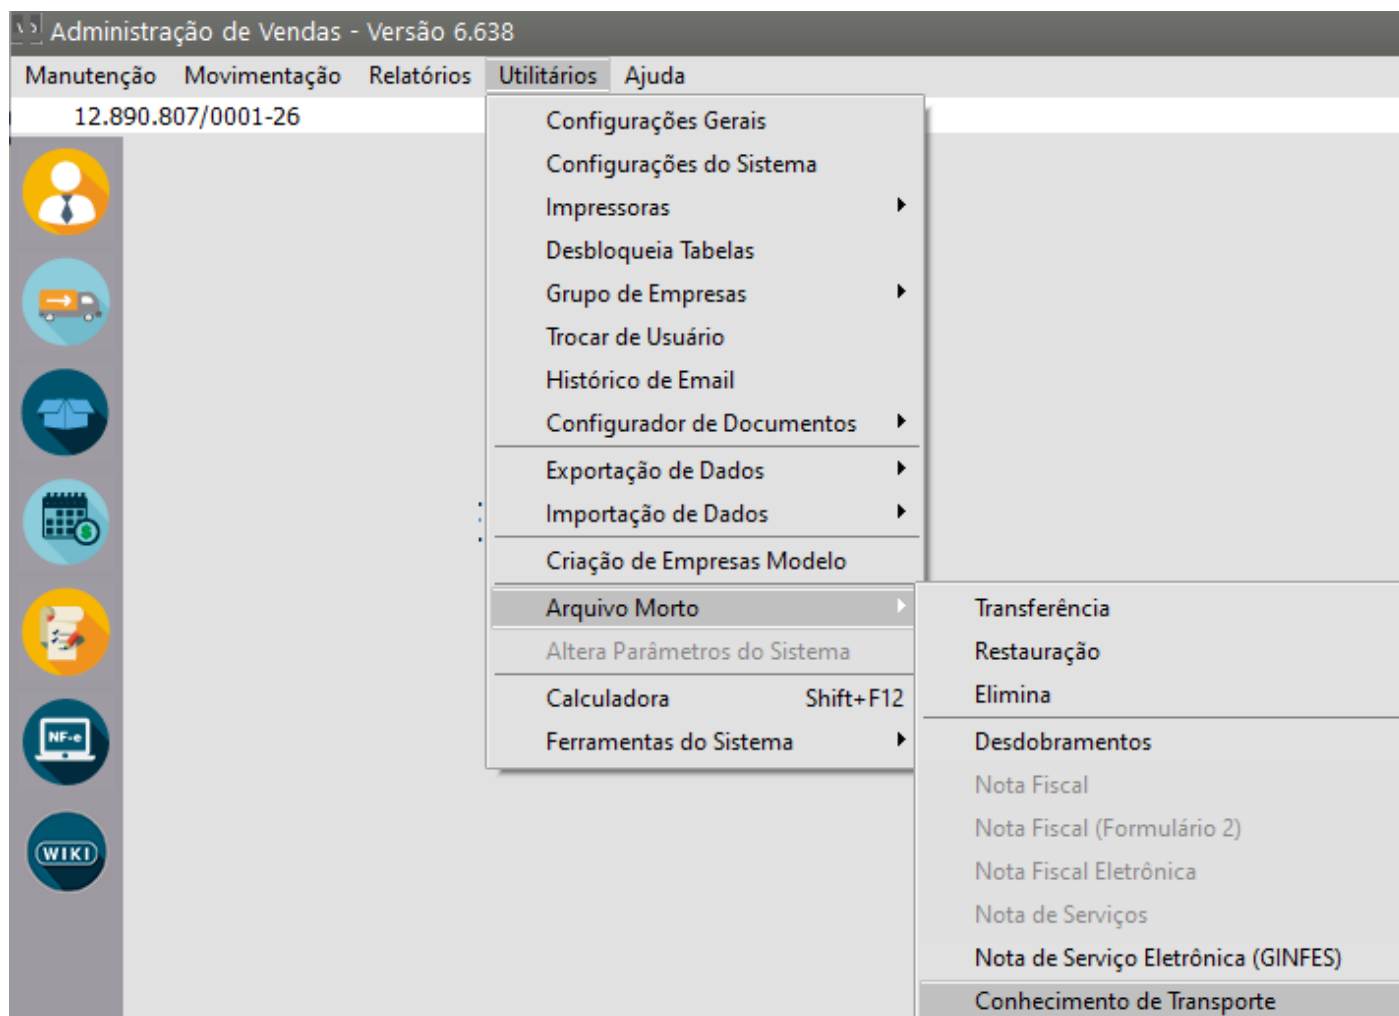 Administração de Vendas - Versão 6.638
Manutenção Movimentação Relatórios Utilitários Ajuda
12.890.807/0001-26
Configurações Gerais
Configurações do Sistema
Impressoras
Desbloqueia Tabelas
Grupo de Empresas
Trocar de Usuário
Histórico de Email
Configurador de Documentos
Exportação de Dados
Importação de Dados
Criação de Empresas Modelo
Arquivo Morto
Altera Parâmetros do Sistema
Calculadora Shift+F12
Ferramentas do Sistema
Transferência
Restauração
Elimina
Desdobramentos
Nota Fiscal
Nota Fiscal (Formulário 2)
Nota Fiscal Eletrônica
Nota de Serviços
Nota de Serviço Eletrônica (GINFES)
Conhecimento de Transporte
$
NF-e
WIKI